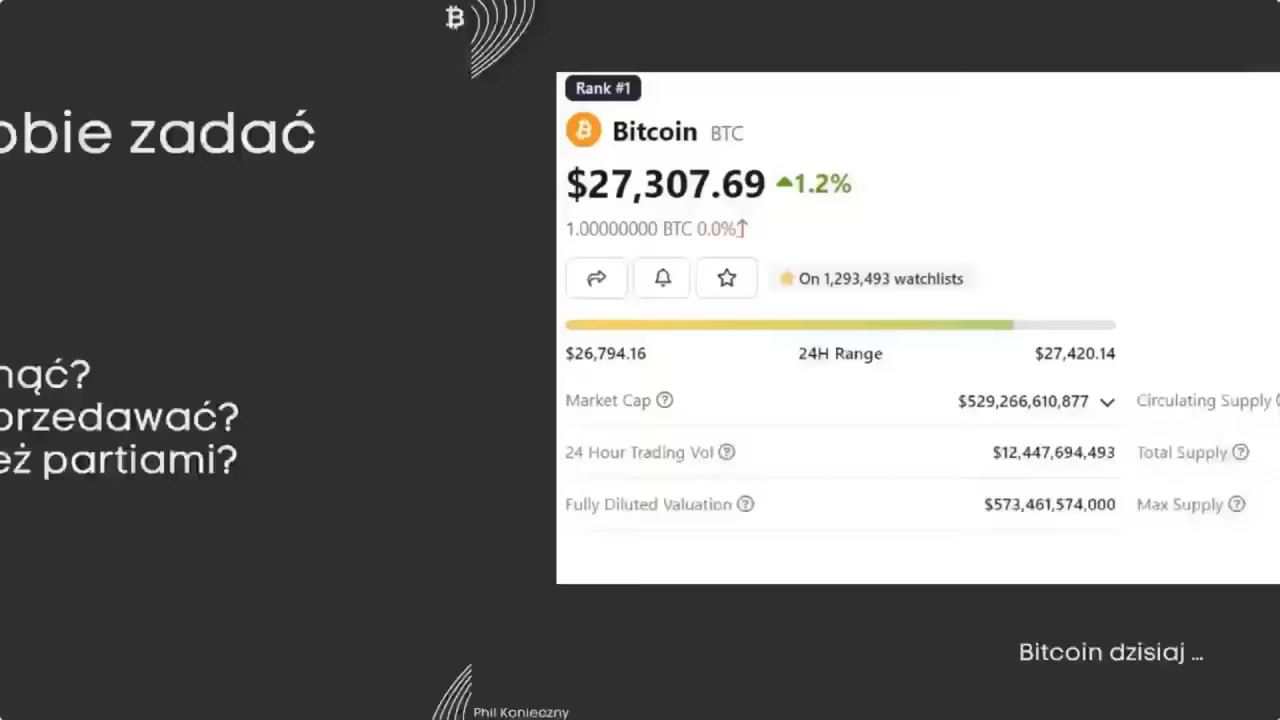 obie zadać
nąć?
przedawać?
eż partiami?
Rank #1
Bitcoin BTC
$27,307.69 1.2%
1.00000000 BTC 0.0%
On 1,293,493 watchlists
$26,794.16 24H Range $27,420.14
Market Cap $529,266,610,877 Circulating Supply
24 Hour Trading Vol $12,447,694,493 Total Supply
Fully Diluted Valuation $573,461,574,000 Max Supply
Bitcoin dzisiaj ...
Phil Konieczny